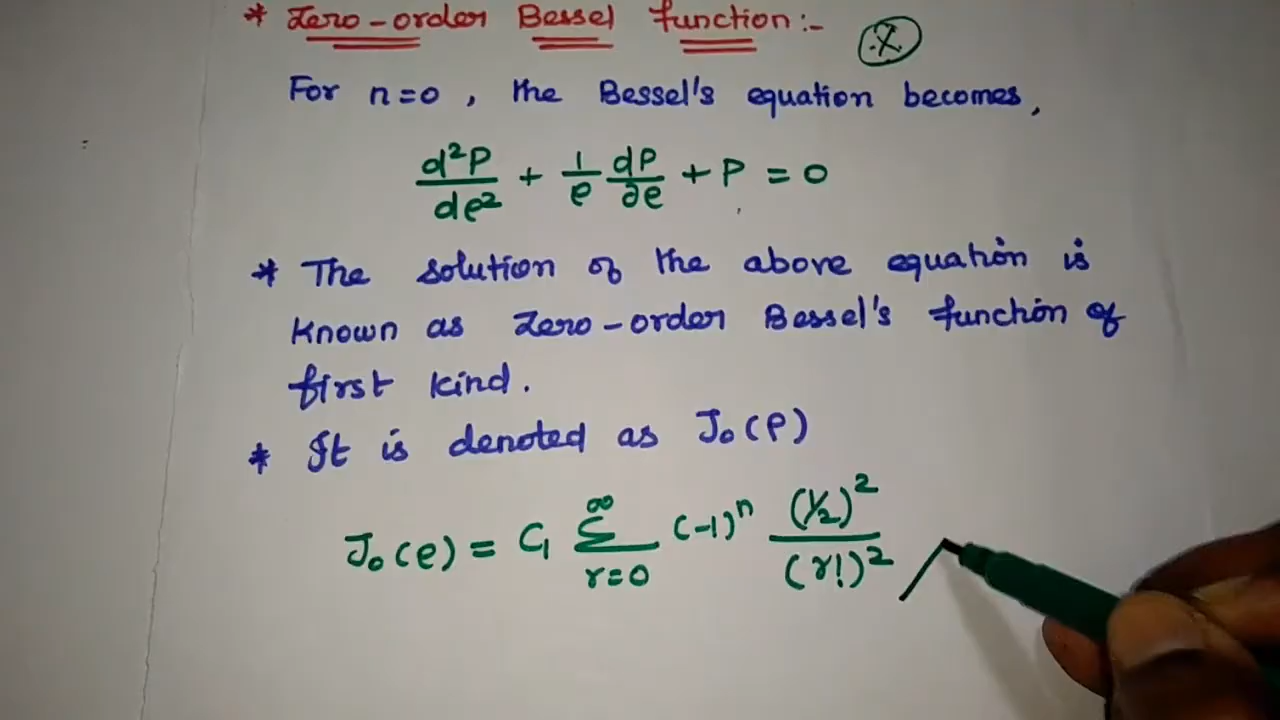 * Zero-order Bessel function:-
X
For n=0, the Bessel's equation becomes,
d²P/dρ² + 1/ρ dP/∂ρ + P = 0
* The solution of the above equation is
known as Zero-order Bessel's function of
first kind.
* It is denoted as J₀(ρ)
J₀(ρ) = C₁ ∑_{r=0}^{∞} (-1)ⁿ (1/2)²/(r!)²